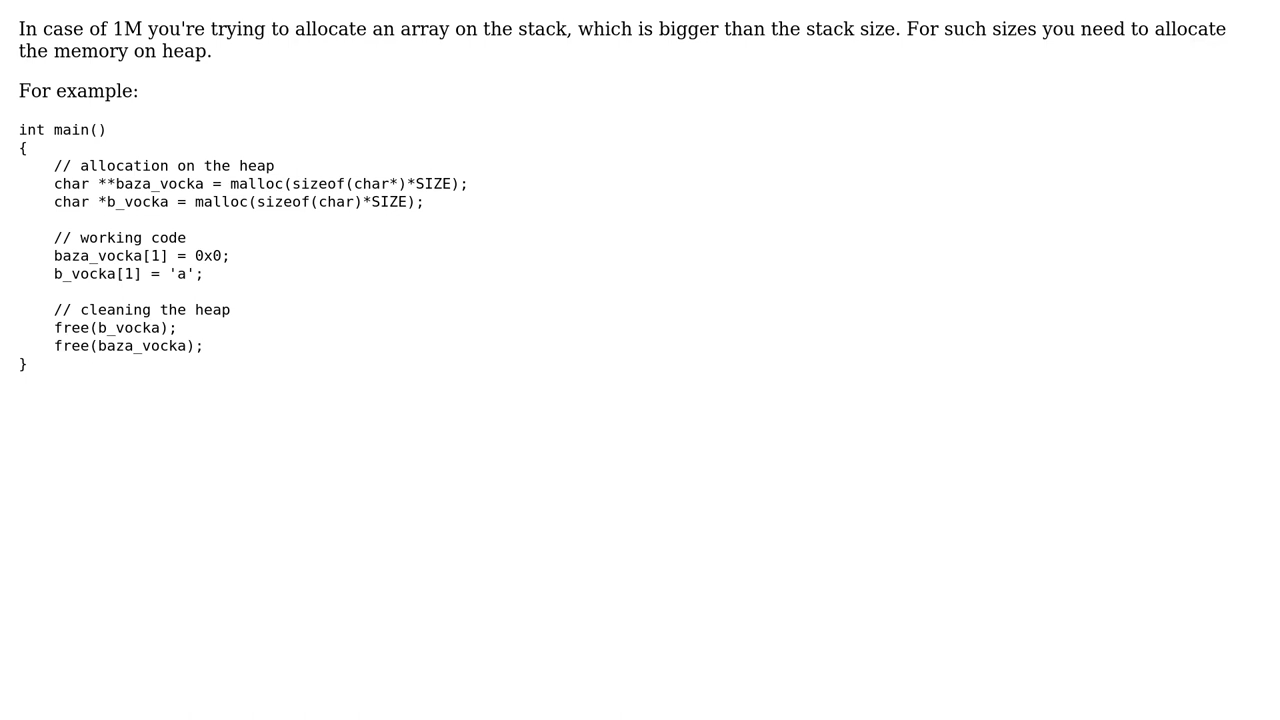 In case of 1M you're trying to allocate an array on the stack, which is bigger than the stack size. For such sizes you need to allocate
the memory on heap.
For example:
int main()
{
    // allocation on the heap
    char **baza_vocka = malloc(sizeof(char*)*SIZE);
    char *b_vocka = malloc(sizeof(char)*SIZE);

    // working code
    baza_vocka[1] = 0x0;
    b_vocka[1] = 'a';

    // cleaning the heap
    free(b_vocka);
    free(baza_vocka);
}